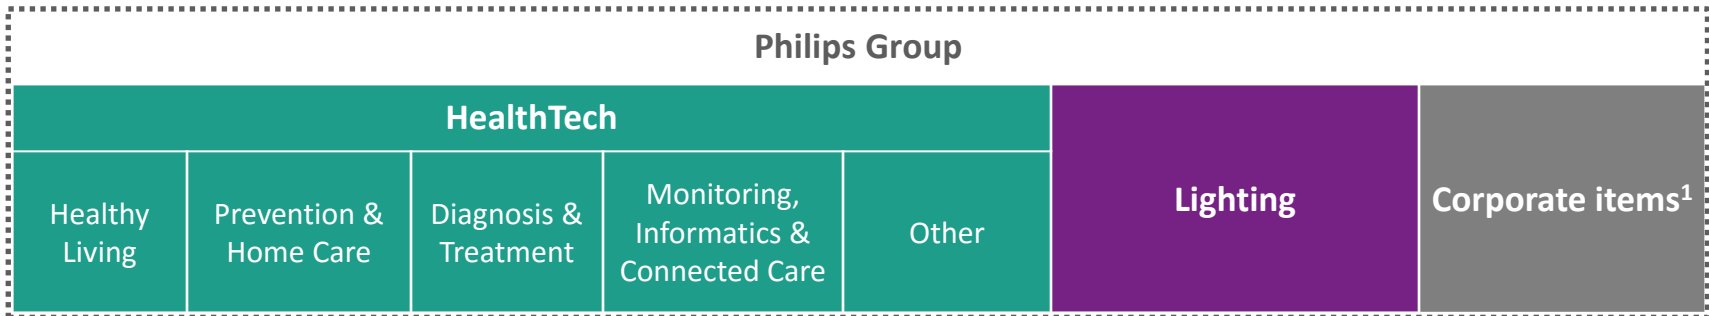 Philips Group
HealthTech
Healthy
Living
Prevention &
Home Care
Diagnosis &
Treatment
Monitoring,
Informatics &
Connected Care
Other
Lighting
Corporate items¹